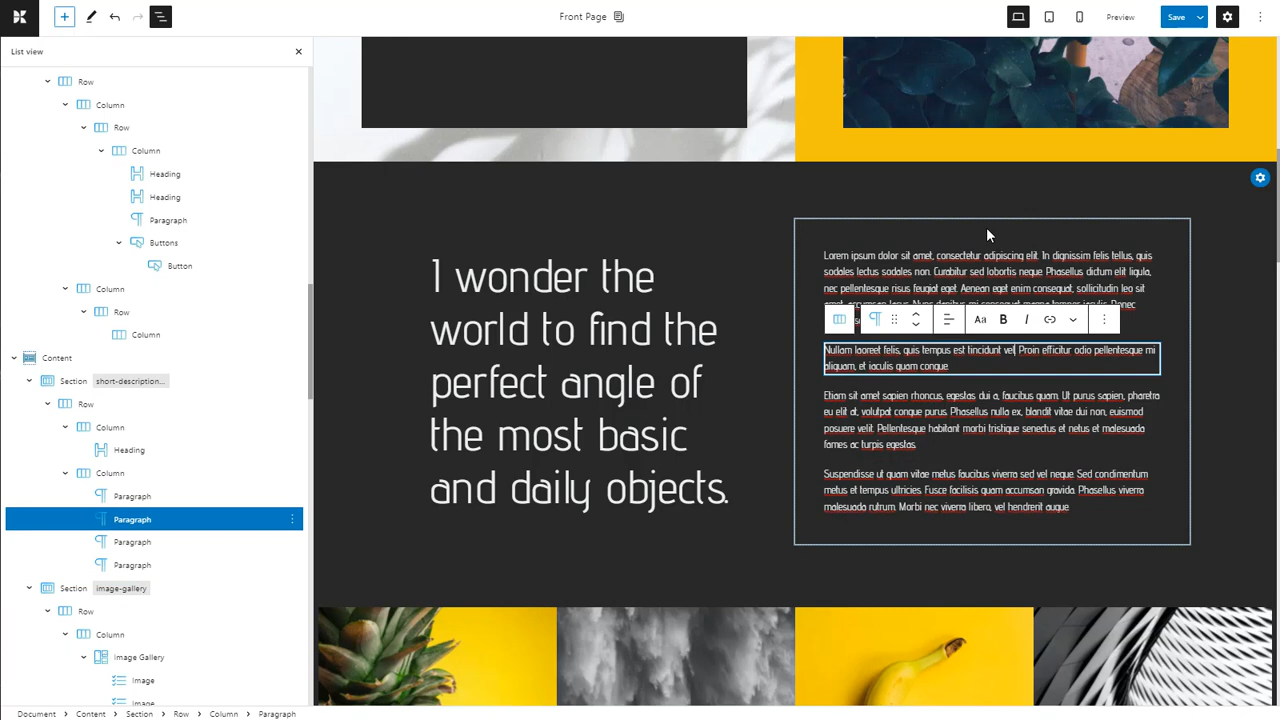 Front Page
Preview
Save
List view
Row
Column
Row
Column
Heading
Heading
Paragraph
Buttons
Button
Column
Row
Column
Content
Section short-description...
Row
Column
Heading
Column
Paragraph
Paragraph
Paragraph
Paragraph
Section image-gallery
Row
Column
Image Gallery
Image
Image
I wonder the
world to find the
perfect angle of
the most basic
and daily objects.
Lorem ipsum dolor sit amet, consectetur adipiscing elit. In dignissim felis tellus, quis
sodales lectus sodales non. Curabitur sed lobortis neque. Phasellus dictum elit ligula,
nec pellentesque risus feugiat eget. Aenean eget enim consequat, sollicitudin leo sit
Aa B I
Nullam laoreet felis, quis tempus est tincidunt vel. Proin efficitur odio pellentesque mi
aliquam, et iaculis quam congue.
Etiam sit amet sapien rhoncus, egestas dui a, faucibus quam. Ut purus sapien, pharetra
eu elit at, volutpat congue purus. Phasellus nulla ex, blandit vitae dui non, euismod
posuere velit. Pellentesque habitant morbi tristique senectus et netus et malesuada
fames ac turpis egestas.
Suspendisse ut quam vitae metus faucibus viverra sed vel neque. Sed condimentum
metus et tempus ultricies. Fusce facilisis quam accumsan gravida. Phasellus viverra
malesuada rutrum. Morbi nec viverra libero, vel hendrerit augue.
Document Content Section Row Column Paragraph